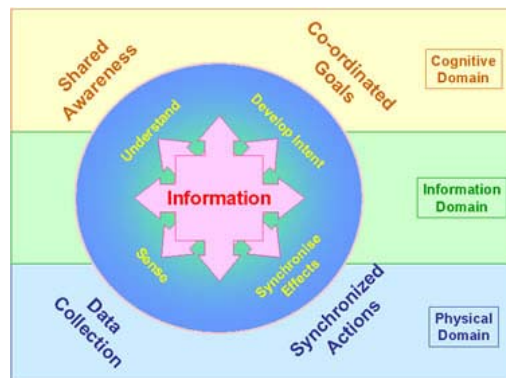 Shared
Awareness
Co-ordinated
Goals
Cognitive
Domain
Understand
Develop Intent
Information
Information
Domain
Sense
Synchronise
Effects
Data
Collection
Synchronized
Actions
Physical
Domain